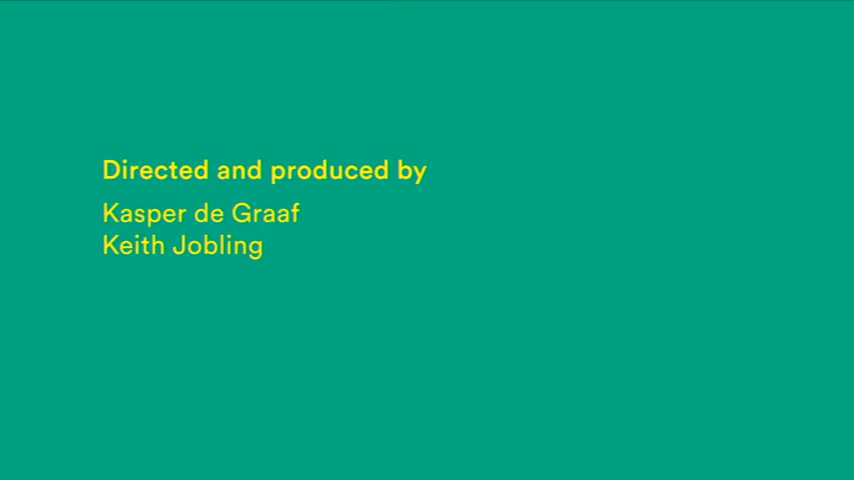 Directed and produced by
Kasper de Graaf
Keith Jobling